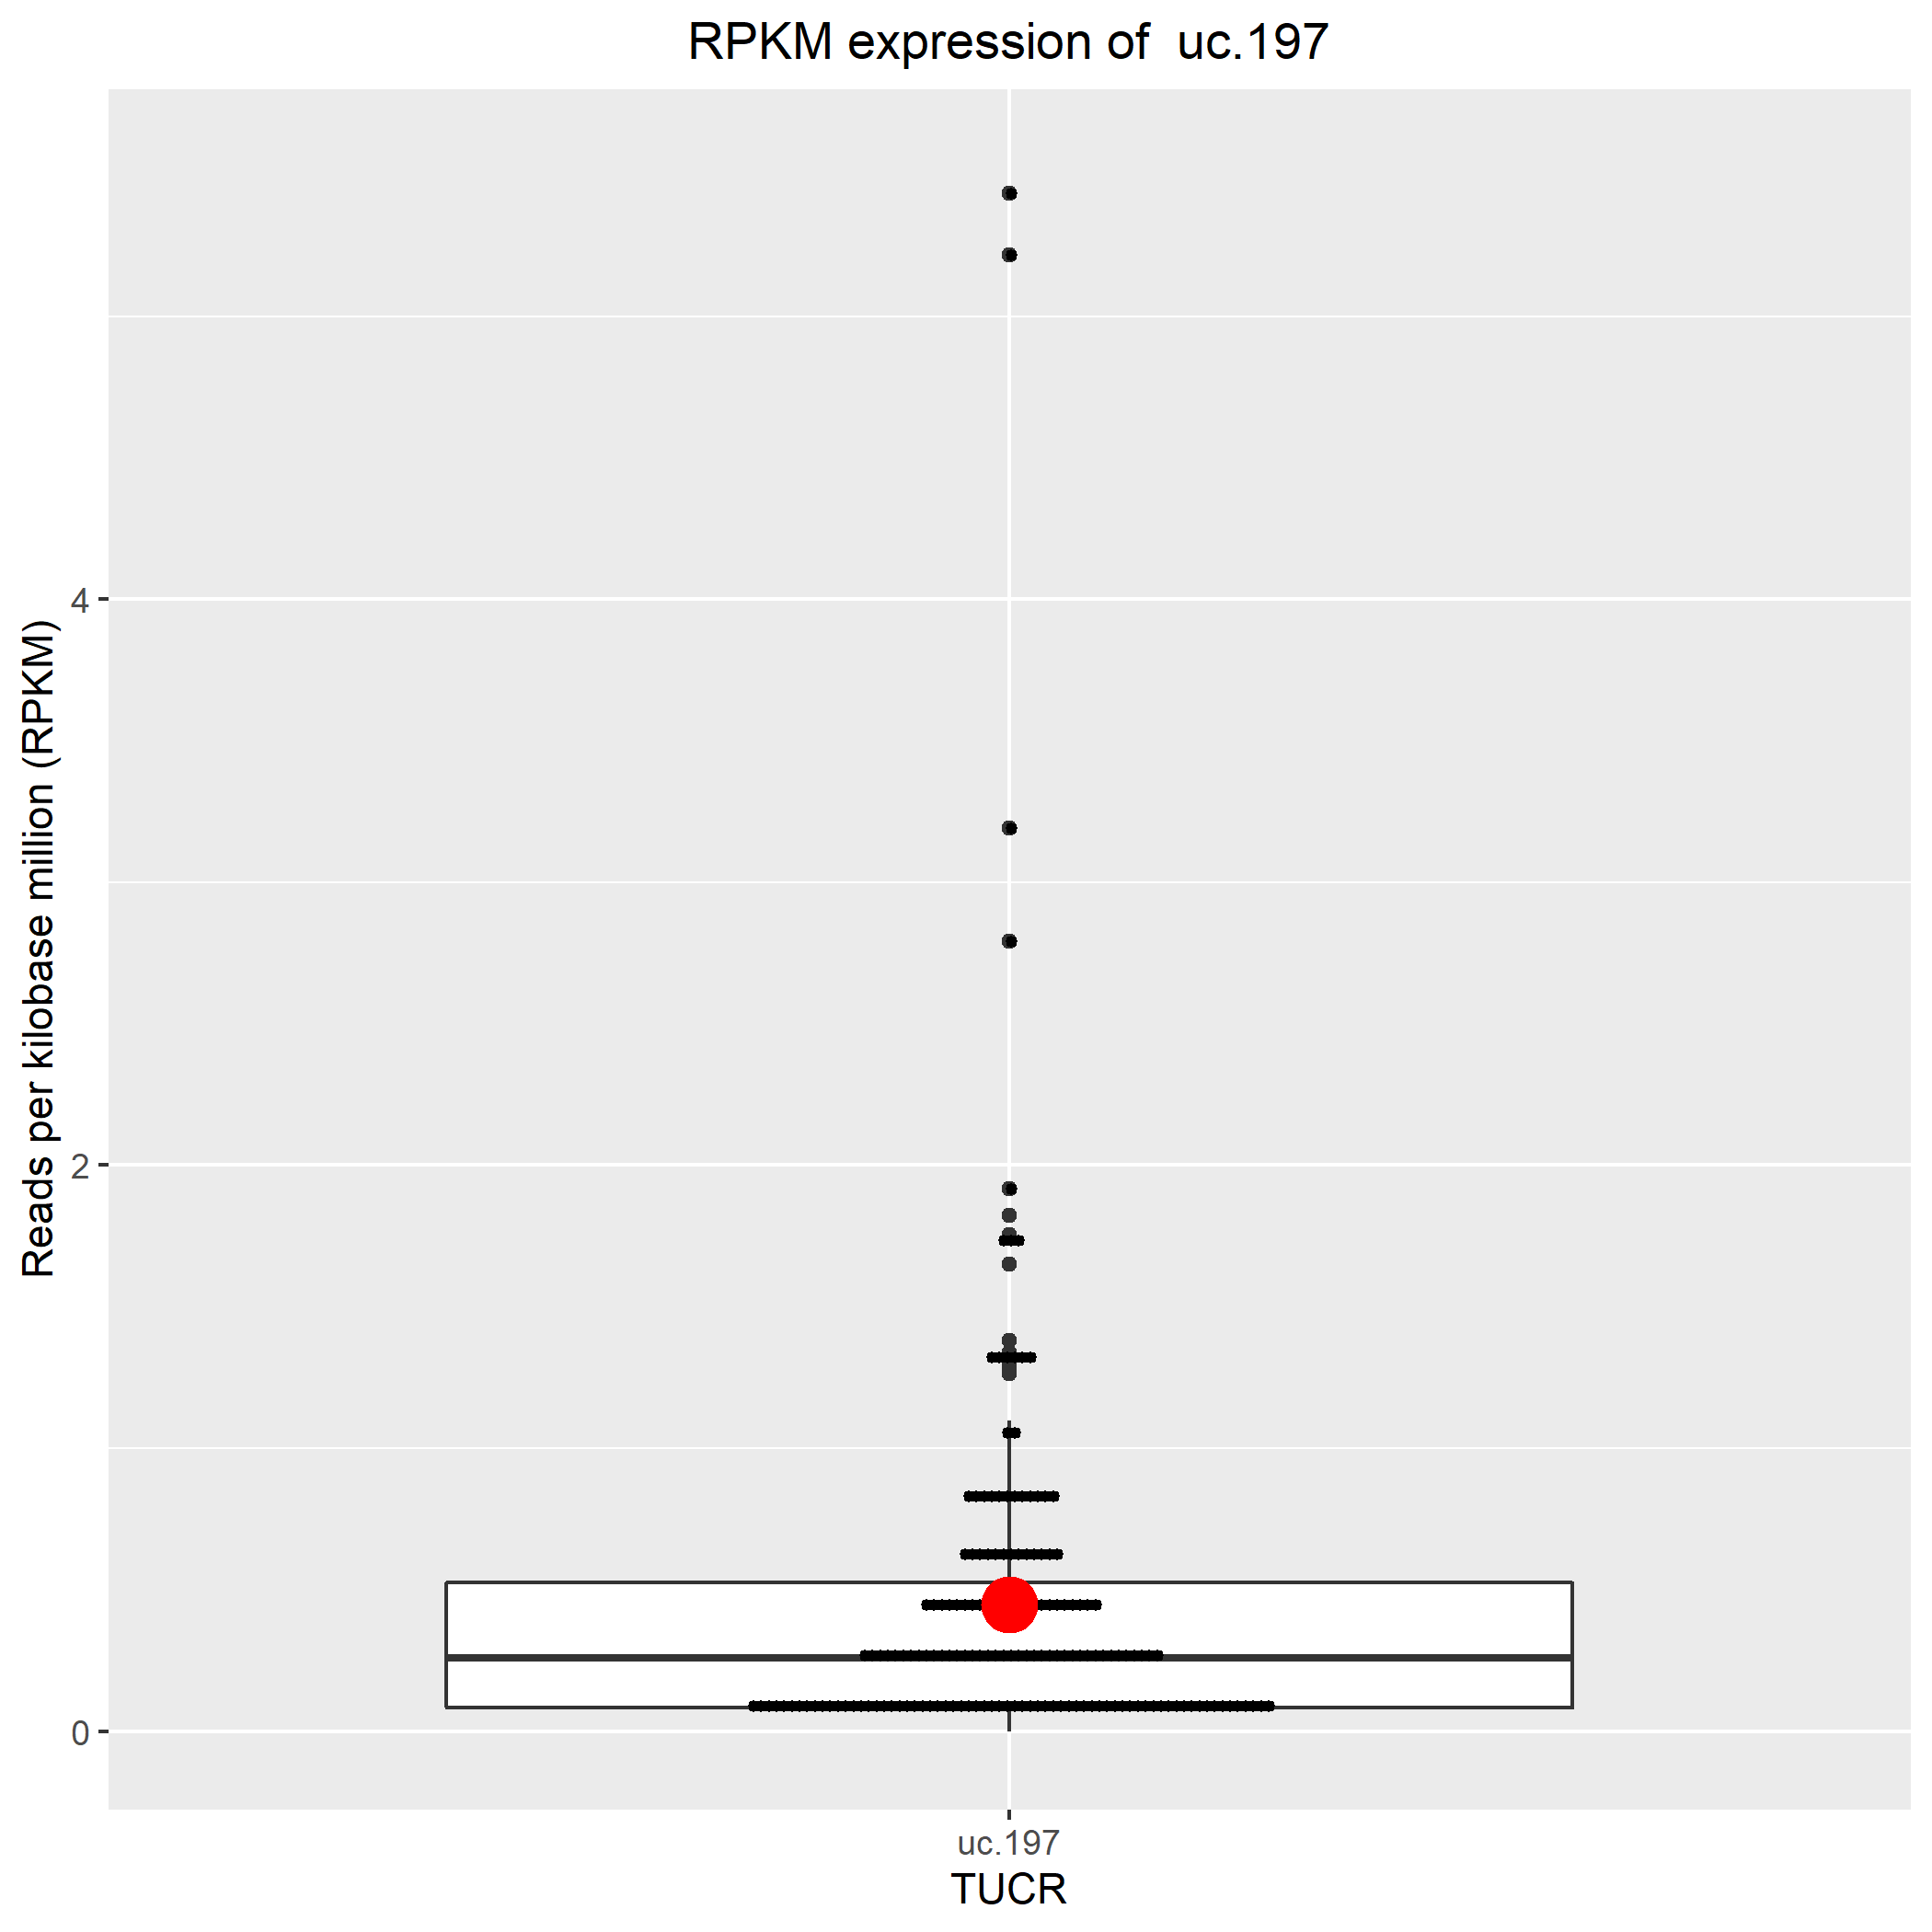 RPKM expression of  uc.197
Reads per kilobase million (RPKM)
4
2
0
uc.197
TUCR